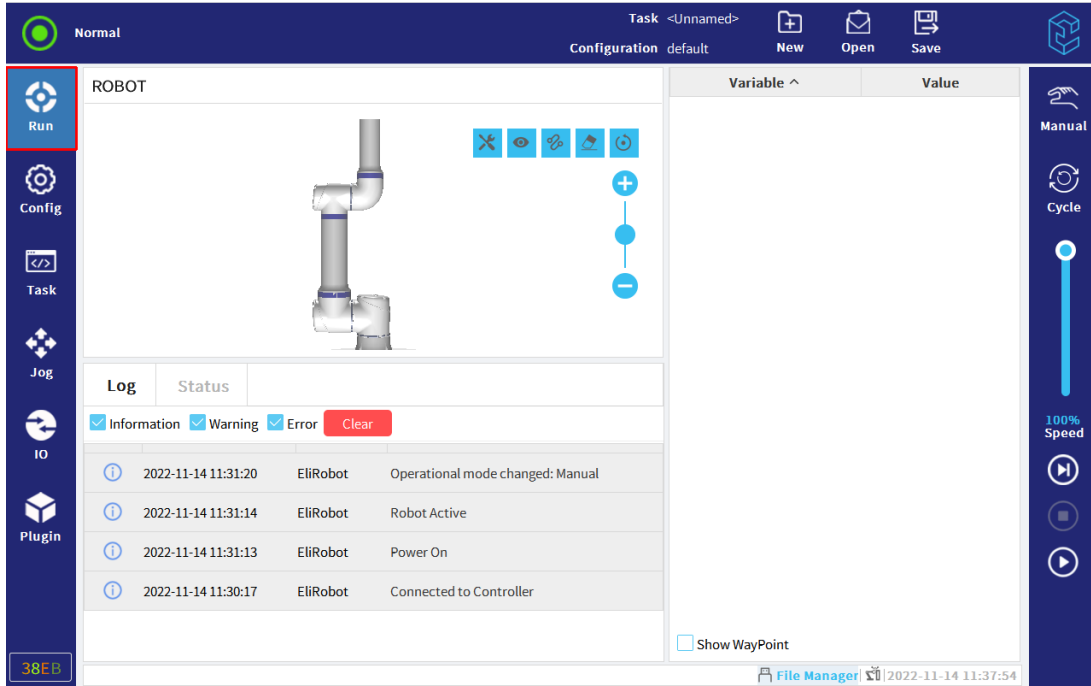 Normal
Task <Unnamed>
Configuration default
New
Open
Save
Run
Config
Task
Jog
IO
Plugin
38EB
ROBOT
Log
Status
Information Warning Error Clear
2022-11-14 11:31:20 EliRobot Operational mode changed: Manual
2022-11-14 11:31:14 EliRobot Robot Active
2022-11-14 11:31:13 EliRobot Power On
2022-11-14 11:30:17 EliRobot Connected to Controller
Variable Value
Show WayPoint
File Manager 2022-11-14 11:37:54
Manual
Cycle
100%
Speed